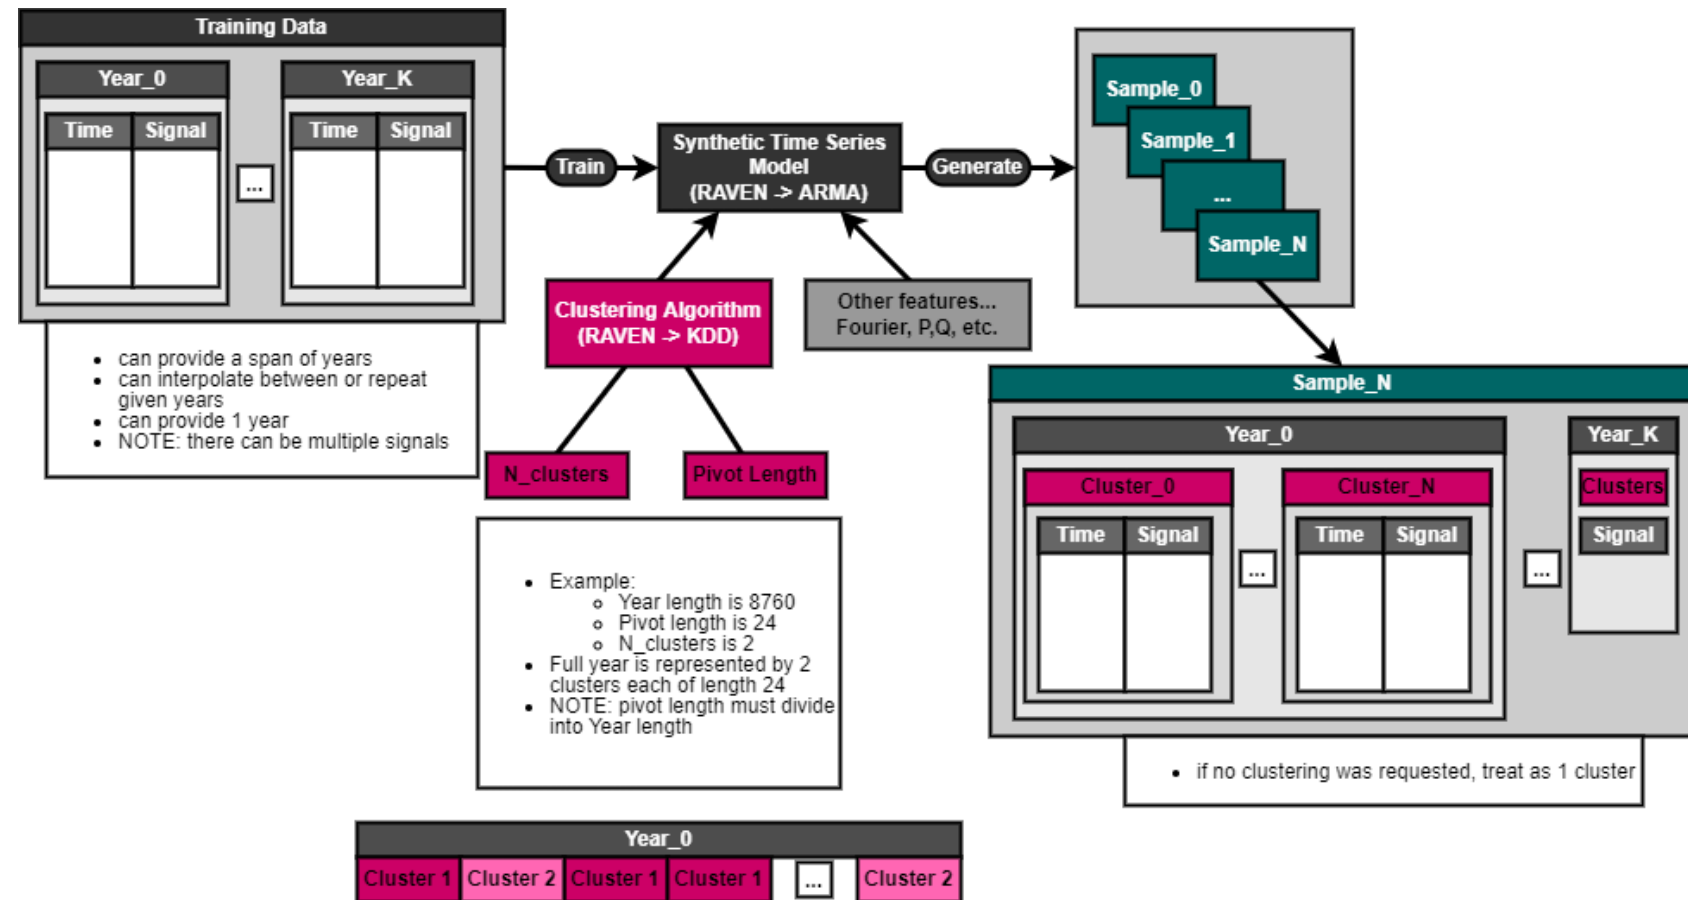 Training Data
Year_0
Year_K
Time
Signal
Time
Signal
...
can provide a span of years
can interpolate between or repeat
given years
can provide 1 year
NOTE: there can be multiple signals
Train
Synthetic Time Series
Model
(RAVEN -> ARMA)
Generate
Clustering Algorithm
(RAVEN -> KDD)
Other features...
Fourier, P,Q, etc.
N_clusters
Pivot Length
Example:
Year length is 8760
Pivot length is 24
N_clusters is 2
Full year is represented by 2
clusters each of length 24
NOTE: pivot length must divide
into Year length
Sample_0
Sample_1
...
Sample_N
Sample_N
Year_0
Year_K
Cluster_0
Cluster_N
Clusters
Time
Signal
Time
Signal
Signal
...
...
if no clustering was requested, treat as 1 cluster
Year_0
Cluster 1
Cluster 2
Cluster 1
Cluster 1
...
Cluster 2